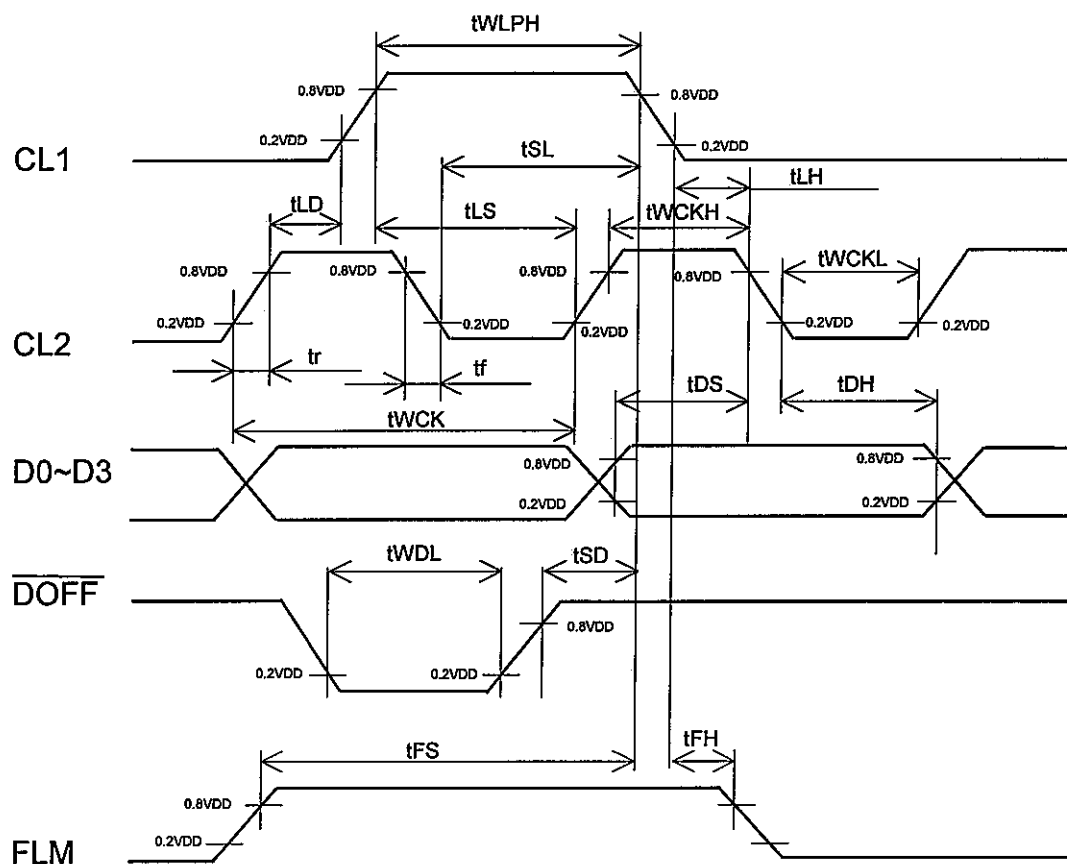 tWLPH
0.8VDD 0.8VDD
0.2VDD 0.2VDD
CL1
tSL
tLH
tLD tLS tWCKH
0.8VDD 0.8VDD 0.8VDD 0.8VDD tWCKL
0.2VDD 0.2VDD 0.2VDD 0.2VDD 0.2VDD
CL2
tr tf
tDS tDH
tWCK
D0~D3
0.8VDD 0.8VDD
0.2VDD 0.2VDD
tWDL tSD
DOFF
0.8VDD
0.2VDD 0.2VDD
tFS tFH
0.8VDD
0.2VDD
FLM